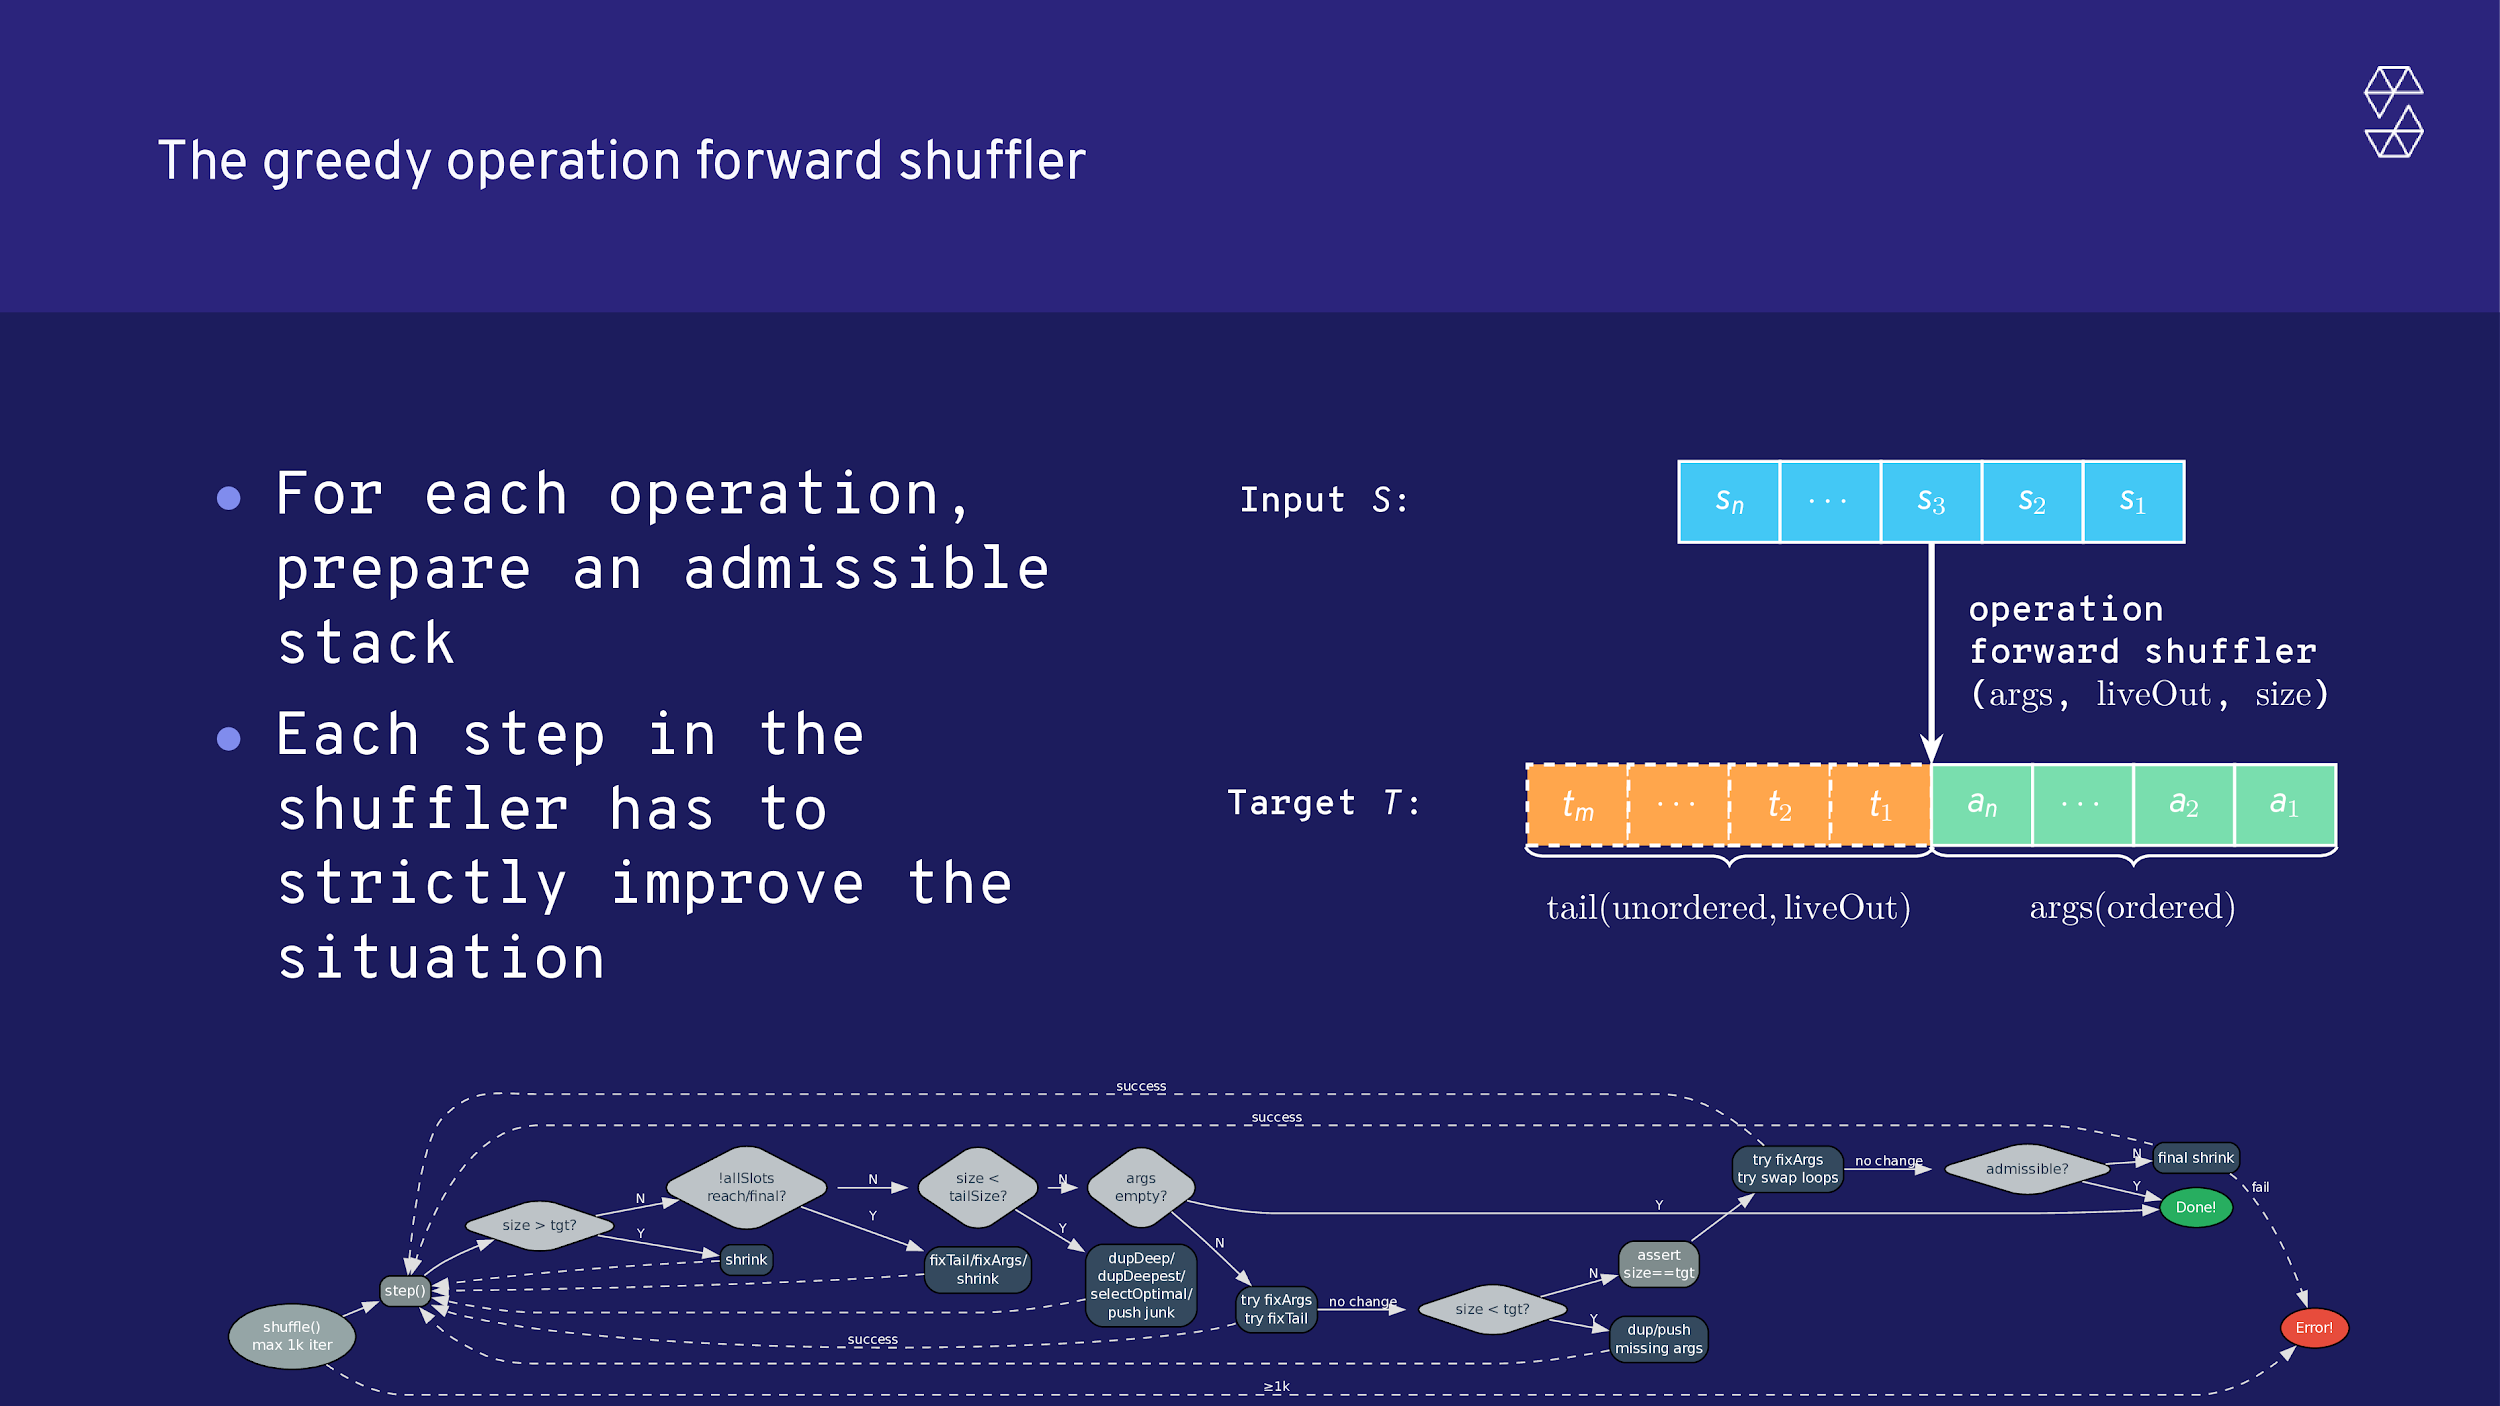 The greedy operation forward shuffler
● For each operation,
prepare an admissible
stack
● Each step in the
shuffler has to
strictly improve the
situation
Input S:
sₙ ··· s₃ s₂ s₁
operation
forward shuffler
(args, liveOut, size)
Target T:
tₘ ··· t₂ t₁ aₙ ··· a₂ a₁
tail(unordered, liveOut)
args(ordered)
success
success
shuffle()
max 1k iter
step()
size > tgt?
N
Y
shrink
!allSlots
reach/final?
N
Y
fixTail/fixArgs/
shrink
size <
tailSize?
N
Y
dupDeep/
dupDeepest/
selectOptimal/
push junk
args
empty?
Y
N
try fixArgs
try fixTail
success
no change
size < tgt?
N
Y
assert
size==tgt
dup/push
missing args
try fixArgs
try swap loops
no change
admissible?
N
Y
final shrink
fail
Done!
Error!
≥1k